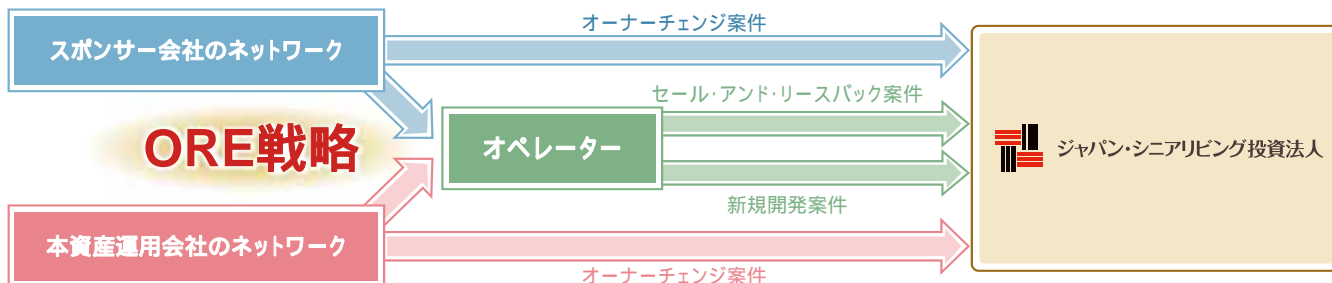 オーナーチェンジ案件
スポンサー会社のネットワーク
セール・アンド・リースバック案件
ORE戦略
オペレーター
ジャパン・シニアリビング投資法人
新規開発案件
本資産運用会社のネットワーク
オーナーチェンジ案件